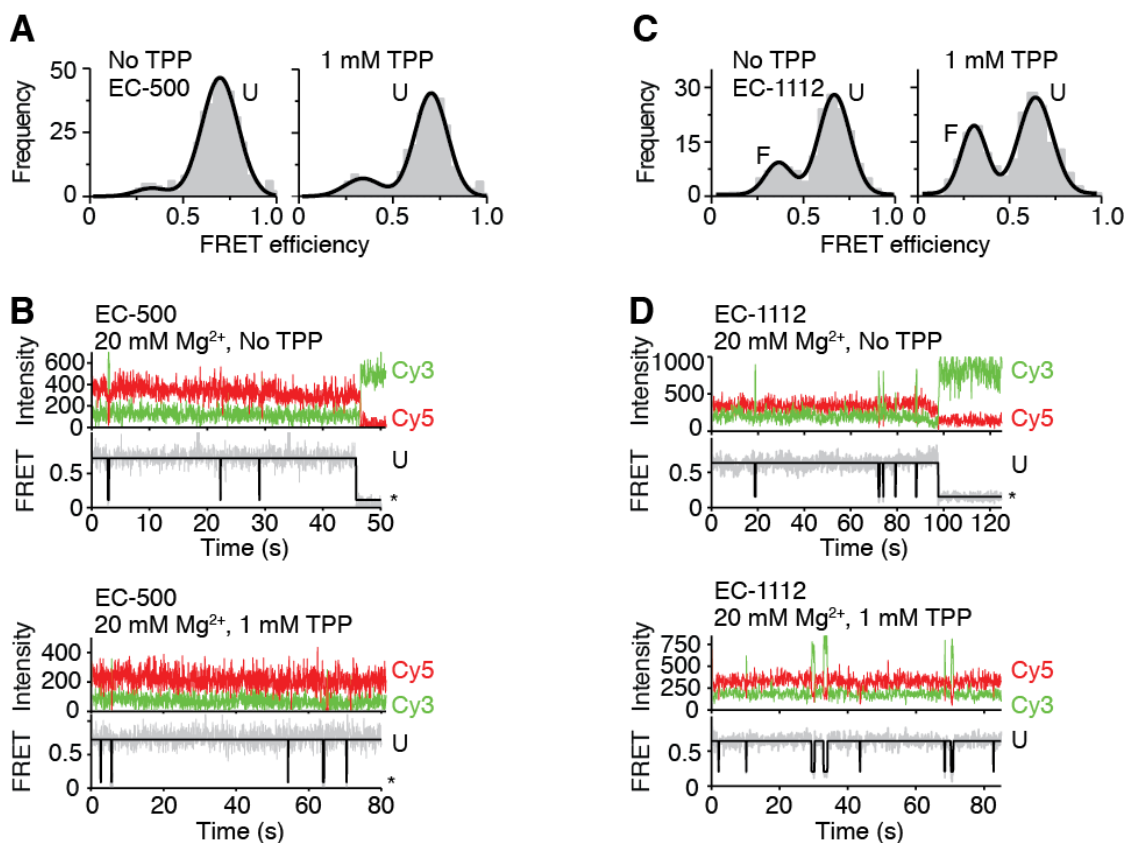 A
No TPP
EC-500
1 mM TPP
50
25
0
Frequency
U
U
0
0.5
1.0
0
0.5
1.0
FRET efficiency
B
EC-500
20 mM Mg²⁺, No TPP
600
400
200
0
Intensity
Cy3
Cy5
0.5
0
FRET
U
*
0 10 20 30 40 50
Time (s)
EC-500
20 mM Mg²⁺, 1 mM TPP
400
200
0
Intensity
Cy5
Cy3
0.5
0
FRET
U
*
0 20 40 60 80
Time (s)
C
No TPP
EC-1112
1 mM TPP
30
15
0
Frequency
F
U
F
U
0
0.5
1.0
0
0.5
1.0
FRET efficiency
D
EC-1112
20 mM Mg²⁺, No TPP
1000
500
0
Intensity
Cy3
Cy5
0.5
0
FRET
U
*
0 20 40 60 80 100 120
Time (s)
EC-1112
20 mM Mg²⁺, 1 mM TPP
750
500
250
0
Intensity
Cy5
Cy3
0.5
0
FRET
U
0 20 40 60 80
Time (s)